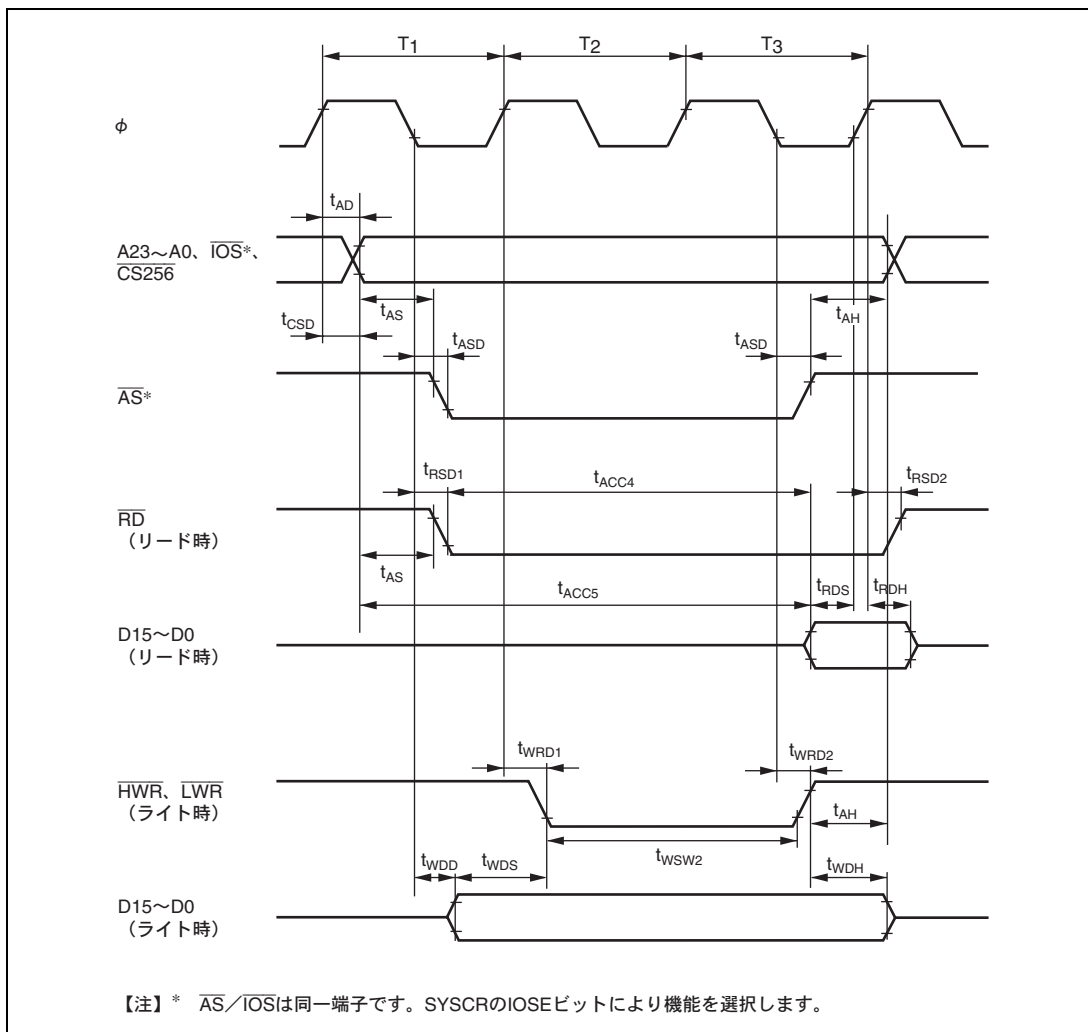 T1 T2 T3
φ
tAD
A23～A0、IOS*、
CS256
tAS tAH
tCSD
tASD tASD
AS*
tRSD1 tACC4 tRSD2
RD
（リード時）
tAS
tACC5 tRDS tRDH
D15～D0
（リード時）
tWRD1 tWRD2
HWR、LWR
（ライト時）
tAH
tWSW2
tWDD tWDS tWDH
D15～D0
（ライト時）
【注】* AS／IOSは同一端子です。SYSCRのIOSEビットにより機能を選択します。